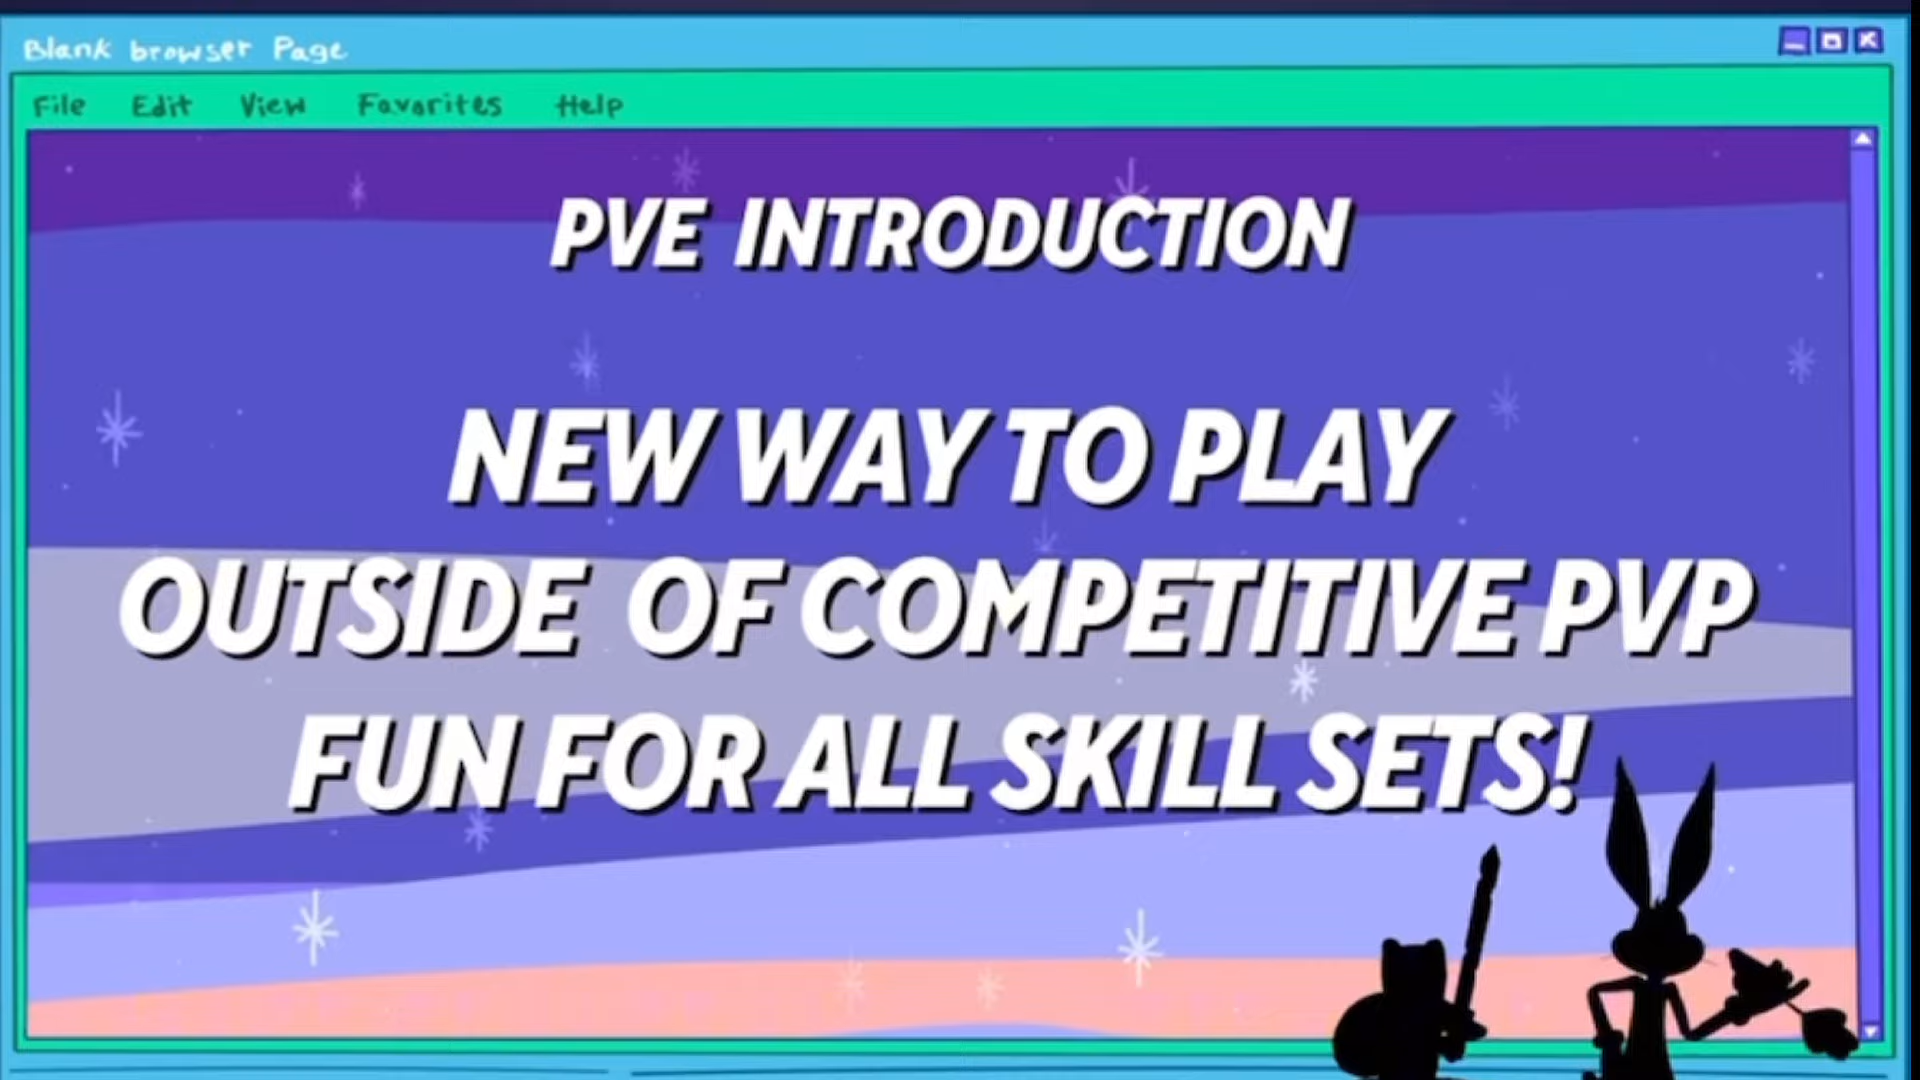 Blank browser Page
File Edit View Favorites Help
PVE INTRODUCTION
NEW WAY TO PLAY
OUTSIDE OF COMPETITIVE PVP
FUN FOR ALL SKILL SETS!